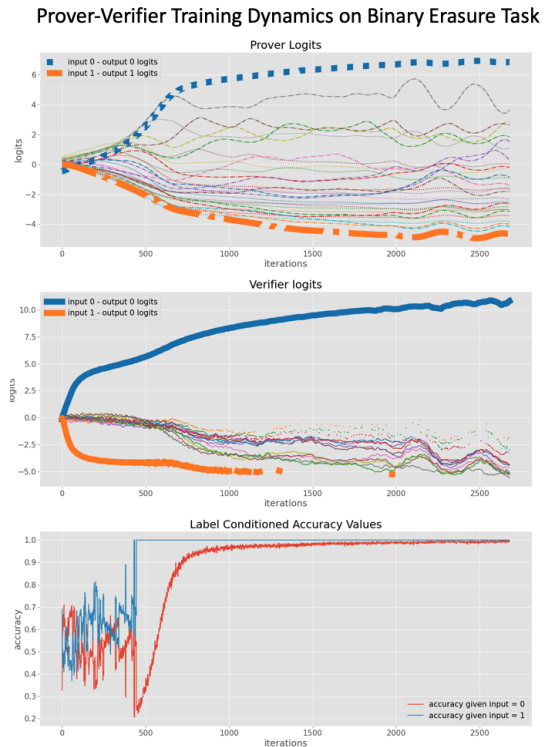 Prover-Verifier Training Dynamics on Binary Erasure Task
Prover Logits
input 0 - output 0 logits
input 1 - output 1 logits
6
4
2
0
−2
−4
logits
0
500
1000
1500
2000
2500
iterations
Verifier logits
input 0 - output 0 logits
input 1 - output 0 logits
10.0
7.5
5.0
2.5
0.0
−2.5
−5.0
logits
0
500
1000
1500
2000
2500
iterations
Label Conditioned Accuracy Values
1.0
0.9
0.8
0.7
0.6
0.5
0.4
0.3
0.2
accuracy
accuracy given input = 0
accuracy given input = 1
0
500
1000
1500
2000
2500
iterations